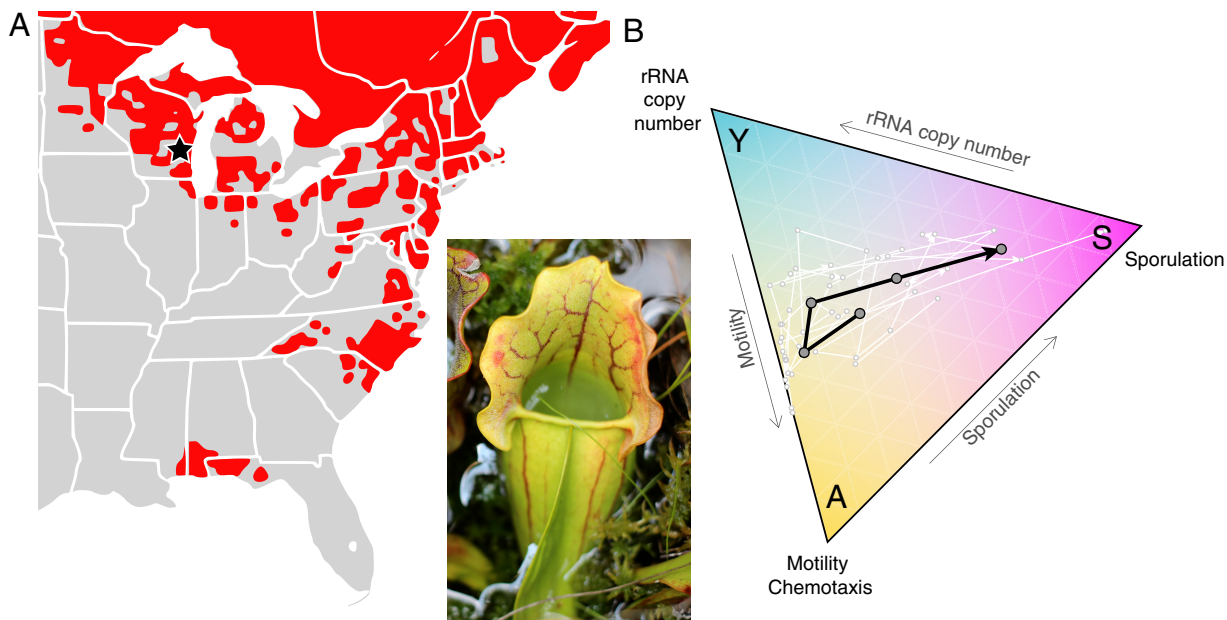 A
B
rRNA
copy
number
rRNA copy number
Y
S
Sporulation
Motility
Sporulation
A
Motility
Chemotaxis